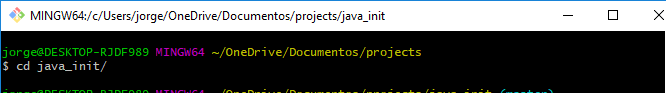 MINGW64:/c/Users/jorge/OneDrive/Documentos/projects/java_init
jorge@DESKTOP-RJDF989 MINGW64 ~/OneDrive/Documentos/projects
$ cd java_init/